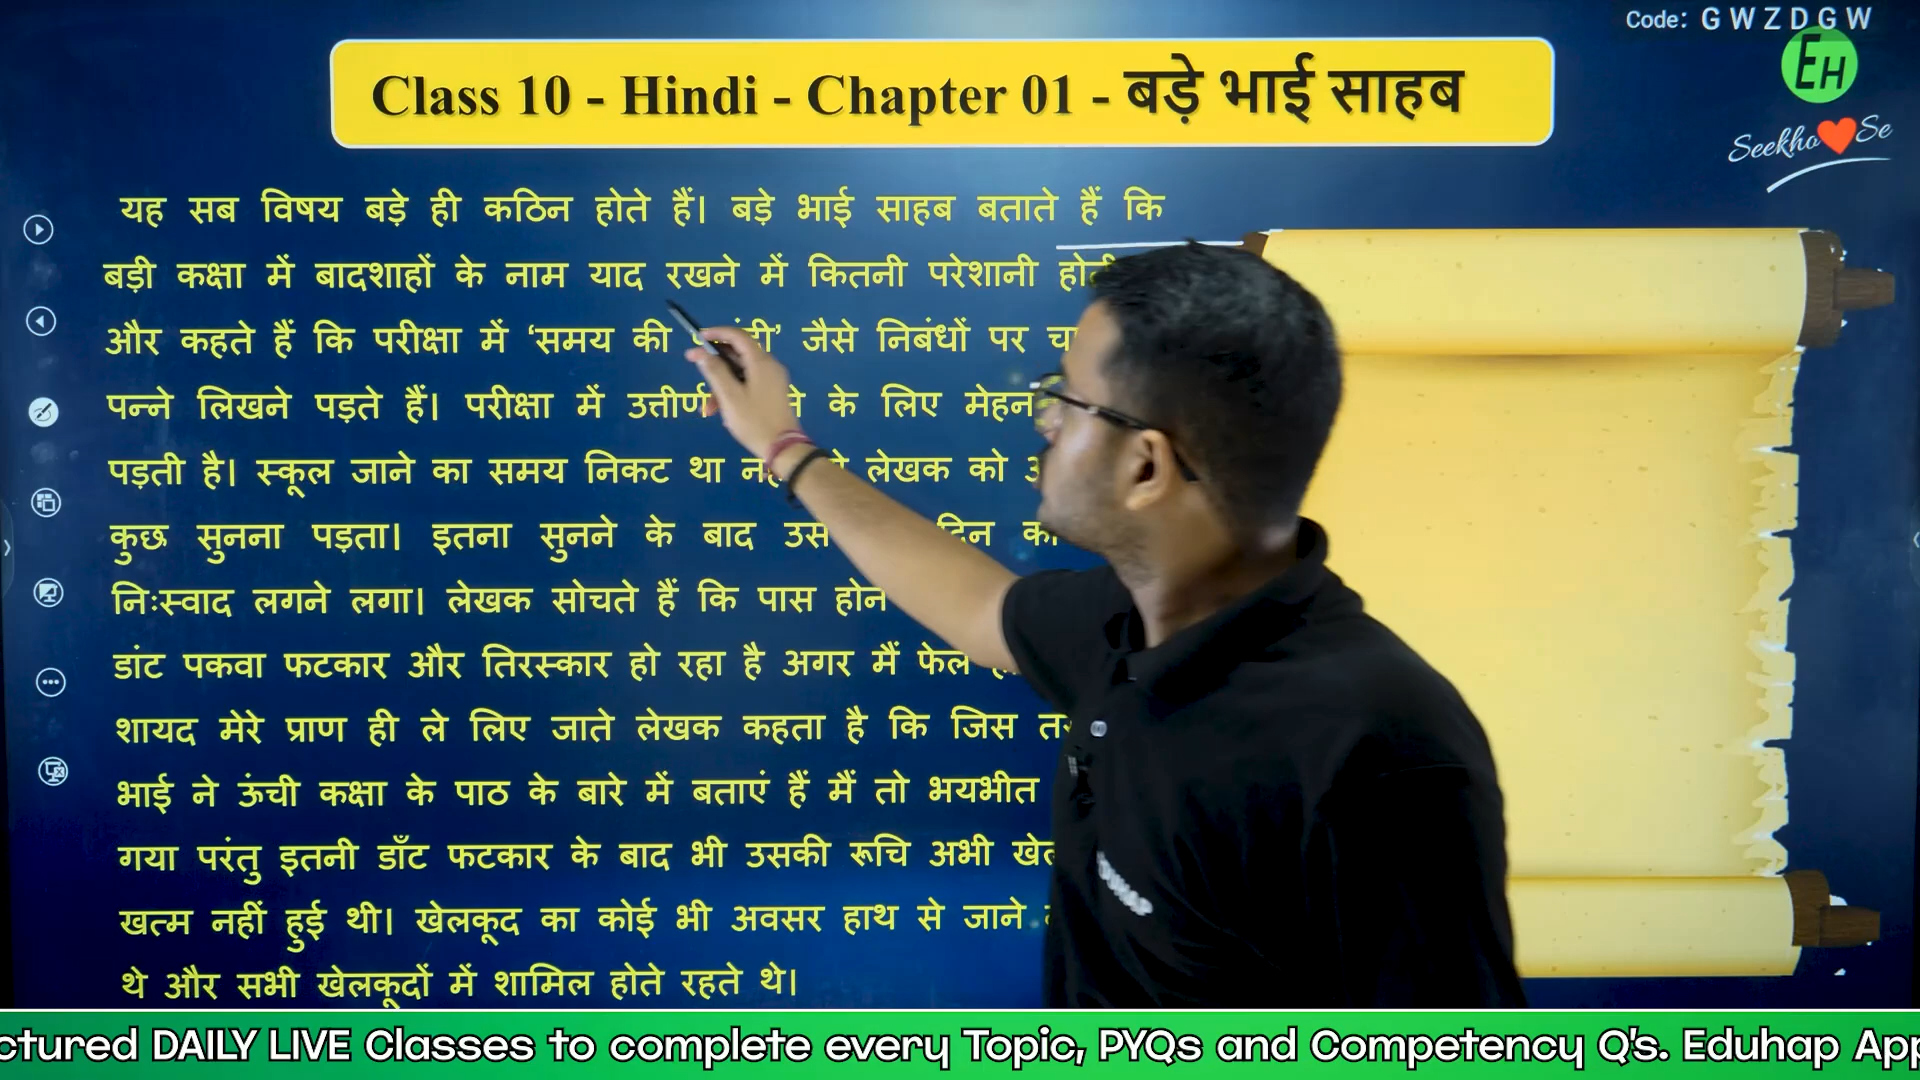 Code: G W Z D G W
EH
Class 10 - Hindi - Chapter 01 - बड़े भाई साहब
Seekho Se
यह सब विषय बड़े ही कठिन होते हैं। बड़े भाई साहब बताते हैं कि
बड़ी कक्षा में बादशाहों के नाम याद रखने में कितनी परेशानी
और कहते हैं कि परीक्षा में ‘समय की जैसे निबंधों पर
पन्ने लिखने पड़ते हैं। परीक्षा में उत्तीर्ण के लिए
पड़ती है। स्कूल जाने का समय निकट था लेखक को
कुछ सुनना पड़ता। इतना सुनने के बाद
निःस्वाद लगने लगा। लेखक सोचते हैं कि पास
डांट पकवा फटकार और तिरस्कार हो रहा है अगर मैं फेल
शायद मेरे प्राण ही ले लिए जाते लेखक कहता है कि जिस
भाई ने ऊंची कक्षा के पाठ के बारे में बताएं हैं मैं तो भयभीत
गया परंतु इतनी डाँट फटकार के बाद भी उसकी रूचि अभी
खत्म नहीं हुई थी। खेलकूद का कोई भी अवसर हाथ से जाने
थे और सभी खेलकूदों में शामिल होते रहते थे।
ctured DAILY LIVE Classes to complete every Topic, PYQs and Competency Q's. Eduhap App